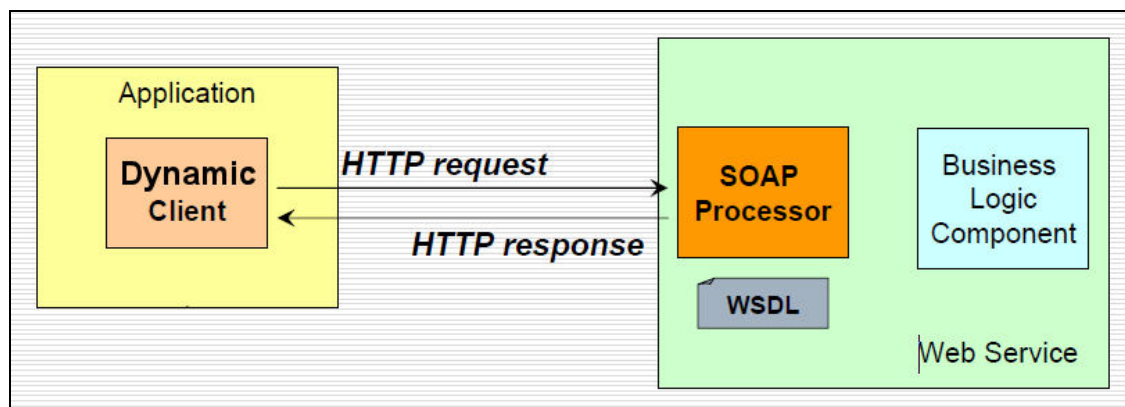 Application
Dynamic
Client
HTTP request
HTTP response
SOAP
Processor
WSDL
Business
Logic
Component
Web Service